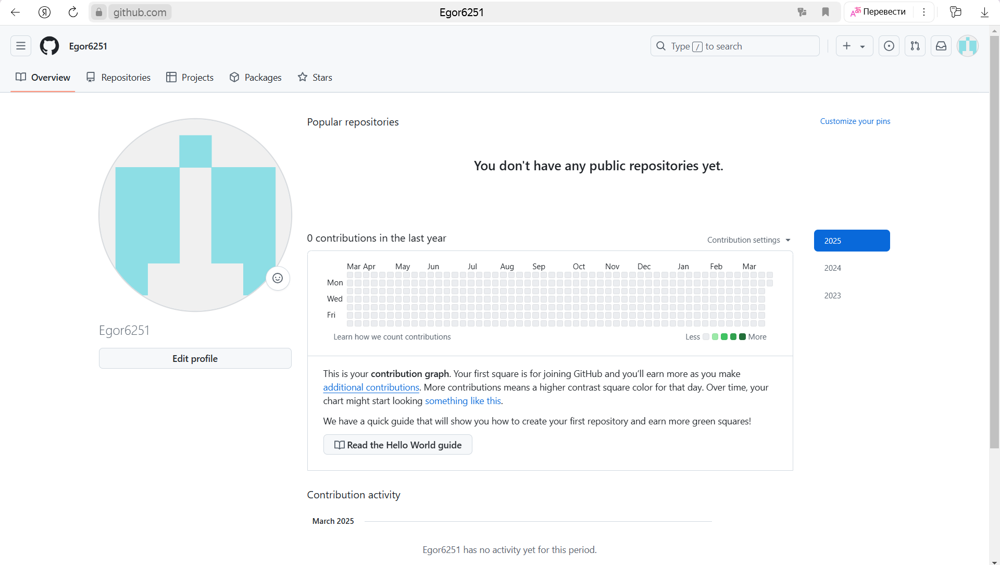 github.com
Egor6251
Перевести
Egor6251
Type / to search
Overview
Repositories
Projects
Packages
Stars
Popular repositories
Customize your pins
You don't have any public repositories yet.
0 contributions in the last year
Contribution settings
2025
2024
2023
Mar Apr May Jun Jul Aug Sep Oct Nov Dec Jan Feb Mar
Mon
Wed
Fri
Learn how we count contributions
Less
More
Egor6251
Edit profile
This is your contribution graph. Your first square is for joining GitHub and you’ll earn more as you make
additional contributions. More contributions means a higher contrast square color for that day. Over time, your
chart might start looking something like this.
We have a quick guide that will show you how to create your first repository and earn more green squares!
Read the Hello World guide
Contribution activity
March 2025
Egor6251 has no activity yet for this period.